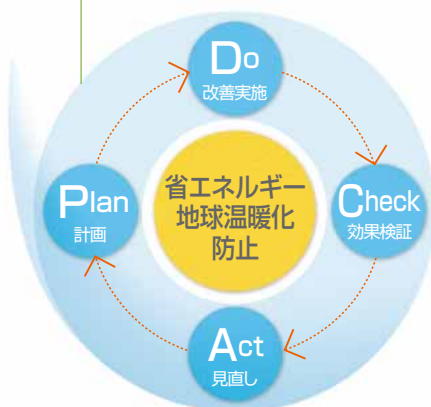 Do
改善実施
Plan
計画
Check
効果検証
省エネルギー
地球温暖化
防止
Act
見直し